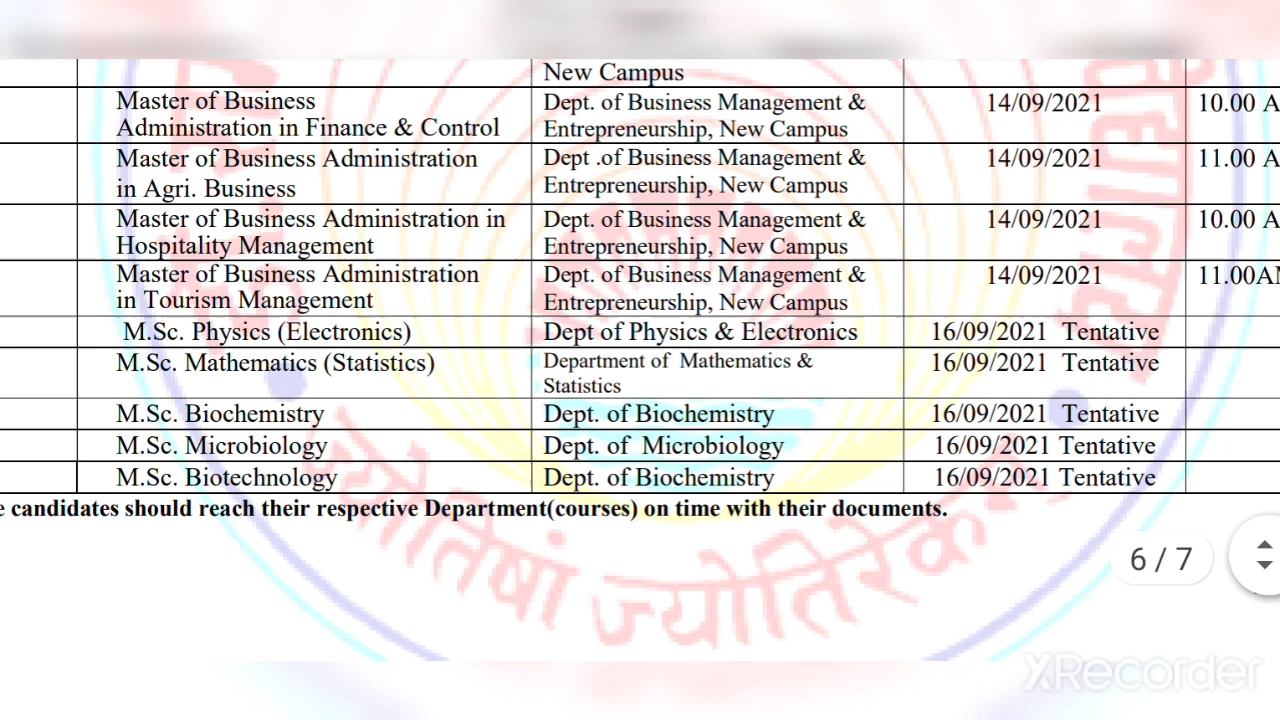 New Campus
Master of Business
Administration in Finance & Control
Dept. of Business Management &
Entrepreneurship, New Campus
14/09/2021
10.00 A
Master of Business Administration
in Agri. Business
Dept .of Business Management &
Entrepreneurship, New Campus
14/09/2021
11.00 A
Master of Business Administration in
Hospitality Management
Dept. of Business Management &
Entrepreneurship, New Campus
14/09/2021
10.00 A
Master of Business Administration
in Tourism Management
Dept. of Business Management &
Entrepreneurship, New Campus
14/09/2021
11.00AM
M.Sc. Physics (Electronics)
Dept of Physics & Electronics
16/09/2021 Tentative
M.Sc. Mathematics (Statistics)
Department of Mathematics &
Statistics
16/09/2021 Tentative
M.Sc. Biochemistry
Dept. of Biochemistry
16/09/2021 Tentative
M.Sc. Microbiology
Dept. of Microbiology
16/09/2021 Tentative
M.Sc. Biotechnology
Dept. of Biochemistry
16/09/2021 Tentative
e candidates should reach their respective Department(courses) on time with their documents.
ज्योतिषां ज्योतिरेक
6 / 7
XRecorder